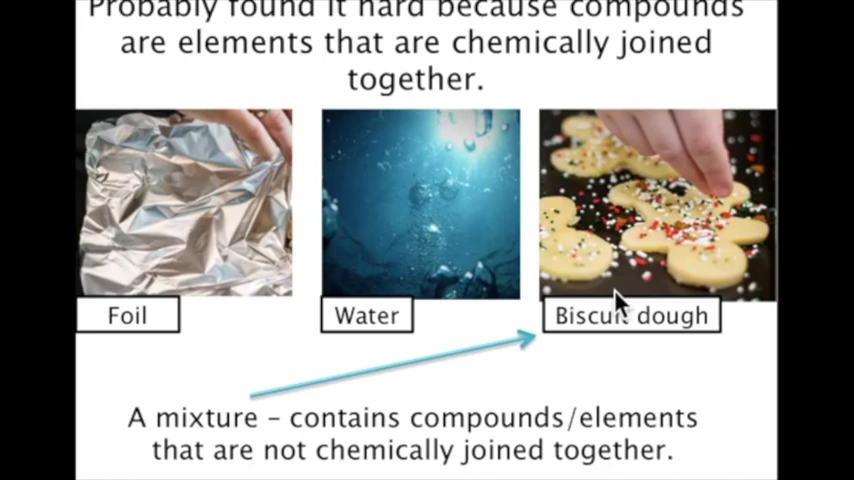 Probably found it hard because compounds
are elements that are chemically joined
together.
Foil
Water
Biscuit dough
A mixture – contains compounds/elements
that are not chemically joined together.